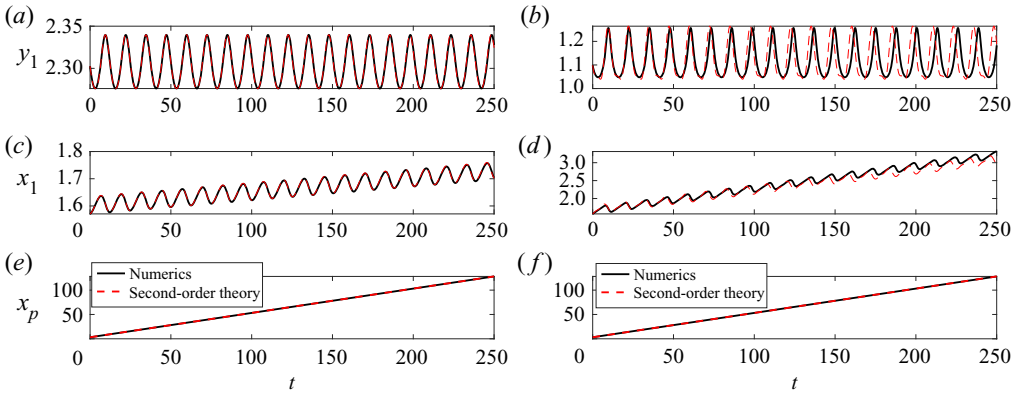 (a) (b)
2.35
y1 2.30
0 50 100 150 200 250
1.2
1.1
1.0
0 50 100 150 200 250
(c) (d)
1.8
x1 1.7
1.6
0 50 100 150 200 250
3.0
2.5
2.0
0 50 100 150 200 250
(e) (f)
xp 100
50
Numerics
Second-order theory
0 50 100 150 200 250
t
100
50
Numerics
Second-order theory
0 50 100 150 200 250
t